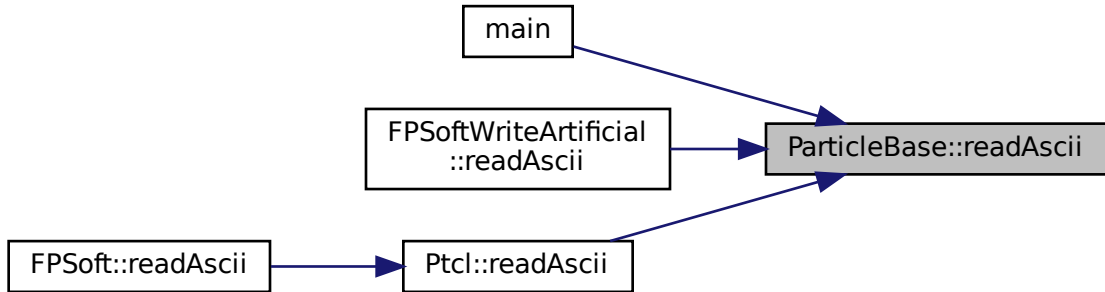 main
FPSoftWriteArtificial
::readAscii
ParticleBase::readAscii
FPSoft::readAscii
Ptcl::readAscii